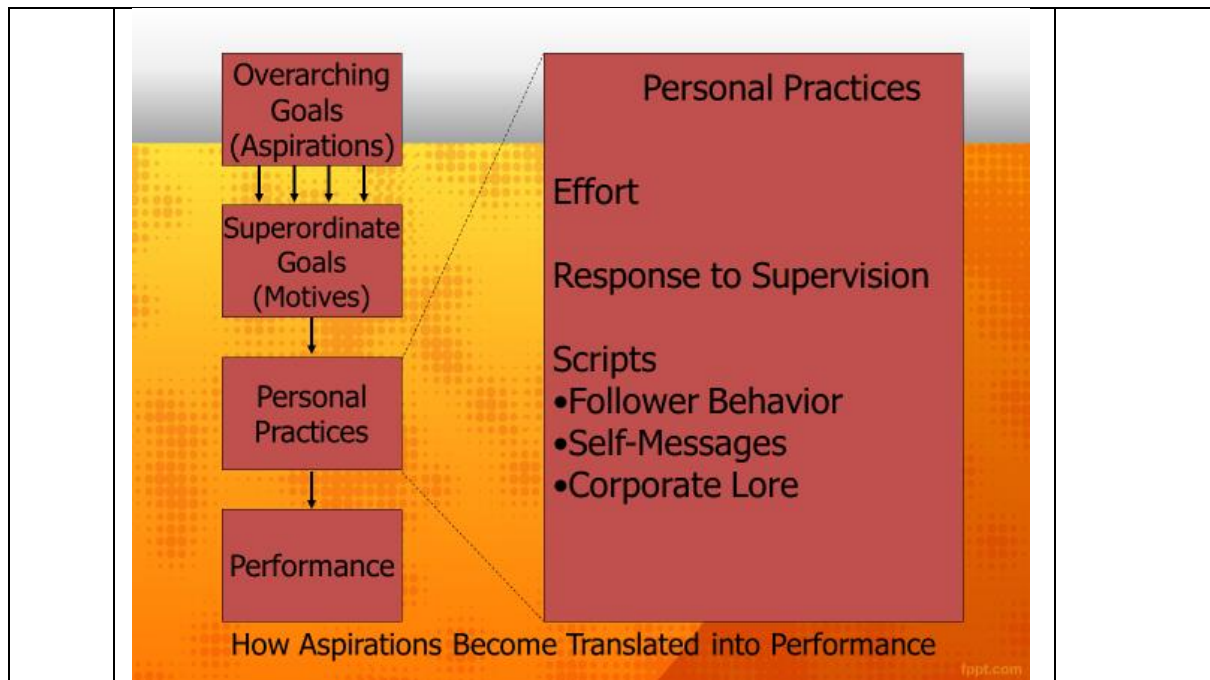 Overarching
Goals
(Aspirations)
Superordinate
Goals
(Motives)
Personal
Practices
Performance
Personal Practices
Effort
Response to Supervision
Scripts
•Follower Behavior
•Self-Messages
•Corporate Lore
How Aspirations Become Translated into Performance
fppt.com